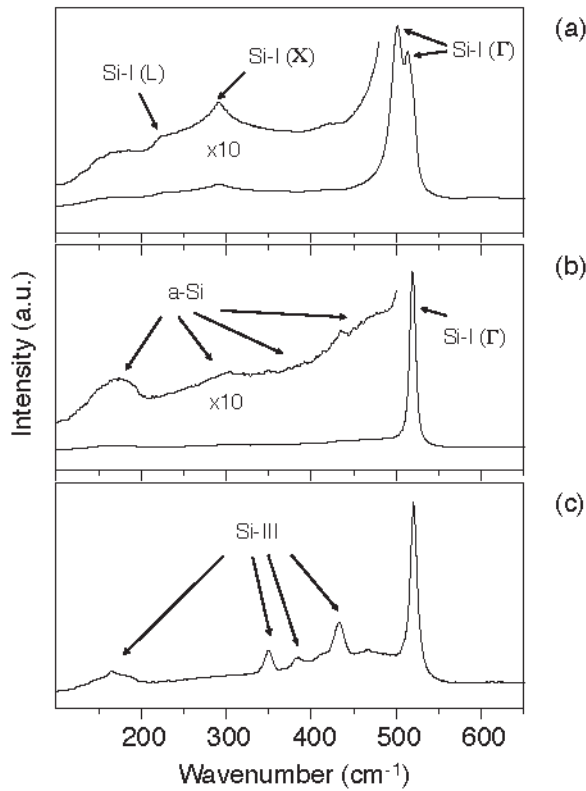 (a)
Si-I (Γ)
Si-I (X)
Si-I (L)
x10
(b)
a-Si
Si-I (Γ)
x10
(c)
Si-III
Intensity (a.u.)
200 300 400 500 600
Wavenumber (cm⁻¹)